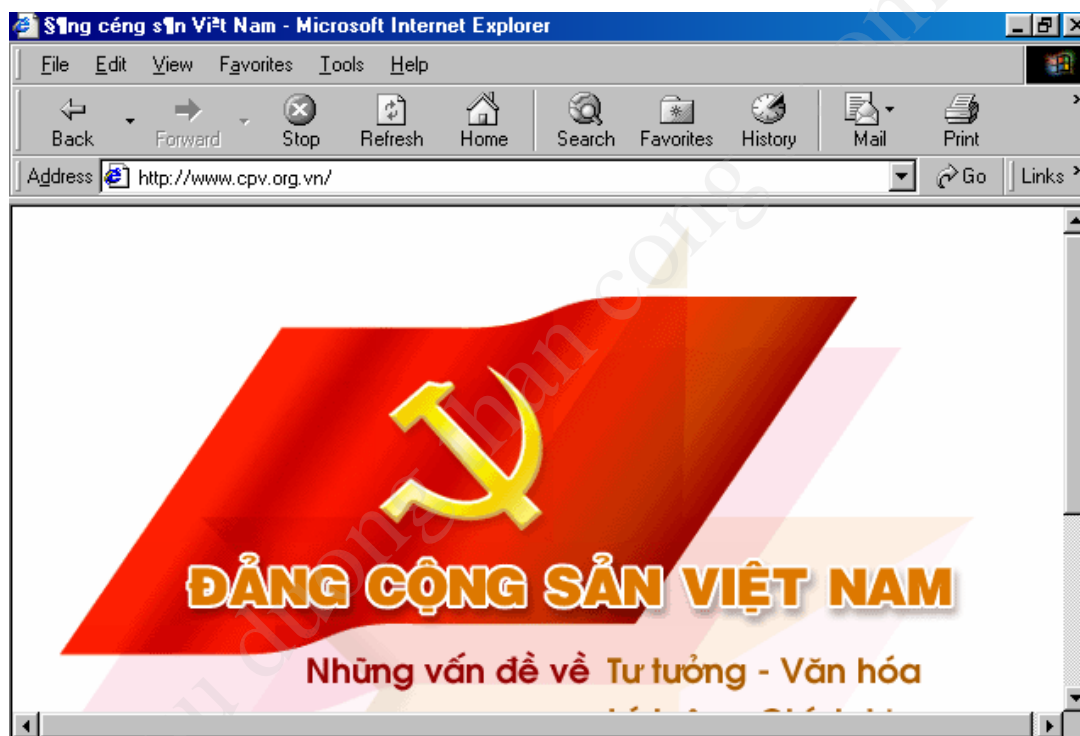 §¶ng céng s¶n ViÖt Nam - Microsoft Internet Explorer
File Edit View Favorites Tools Help
Back Forward Stop Refresh Home Search Favorites History Mail Print
Address http://www.cpv.org.vn/ Go Links
ĐẢNG CỘNG SẢN VIỆT NAM
Những vấn đề về Tư tưởng - Văn hóa